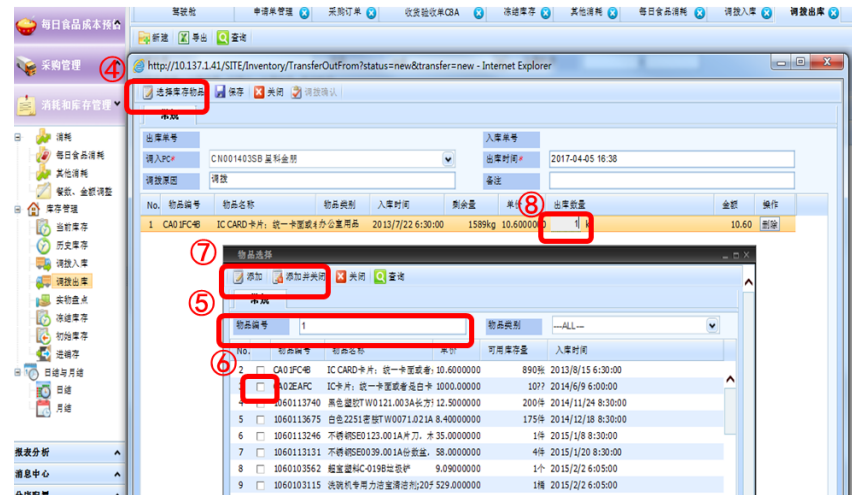 驾驶舱 申请单管理 采购订单 收货验收单CBA 冻结库存 其他消耗 每日食品消耗 调拨入库 调拨出库
每日食品成本预估
新建 导出 查询
采购管理
④
http://10.137.1.41/SITE/Inventory/TransferOutFrom?status=new&transfer=new - Internet Explorer
选择库存物品 保存 关闭 调拨确认
消耗和库存管理
常规
出库单号 入库单号
消耗
每日食品消耗
调入PC* CN001403SB 星科金朋 出库时间* 2017-04-05 16:38
其他消耗
调拨原因 调拨 备注
餐数、金额调整
No. 物品编号 物品名称 物品类别 入库时间 剩余量 单价 出库数量 金额 操作
⑧
库存管理
1 CA01FC4B IC CARD卡片：统一卡面或者 办公室用品 2013/7/22 6:30:00 1589kg 10.6000000 1 k 10.60 删除
当前库存
历史库存
⑦
物品选择
调拨入库
调拨出库
添加 添加并关闭 关闭 查询
实物盘点
⑤
常规
冻结库存
物品编号 1 物品类别 ---ALL---
初始库存
进销存
⑥
No. 物品编号 物品名称 单价 可用库存量 入库时间
日结与月结
2 CA01FC4B IC CARD卡片：统一卡面或者 10.6000000 890张 2013/8/15 6:30:00
日结
3 CA02EAFC IC卡片：统一卡面或者是白卡 1000.00000 10?? 2014/6/9 6:00:00
月结
4 1060113740 黑色塑胶TW0121.003A长方 12.5000000 200件 2014/11/24 8:30:00
5 1060113675 白色2251密胺TW0071.021A 8.40000000 175件 2014/12/18 8:30:00
6 1060113246 不锈钢SE0123.001A片刀，木 35.0000000 1件 2015/1/8 8:30:00
报表分析
7 1060113131 不锈钢SE0039.001A份数盆， 58.0000000 4件 2015/1/20 8:30:00
消息中心
8 1060103562 超宝塑料C-019B垃圾铲 9.09000000 1个 2015/2/2 6:05:00
9 1060103115 洗碗机专用力洁宝清洁剂;20升 529.000000 1桶 2015/2/2 6:05:00